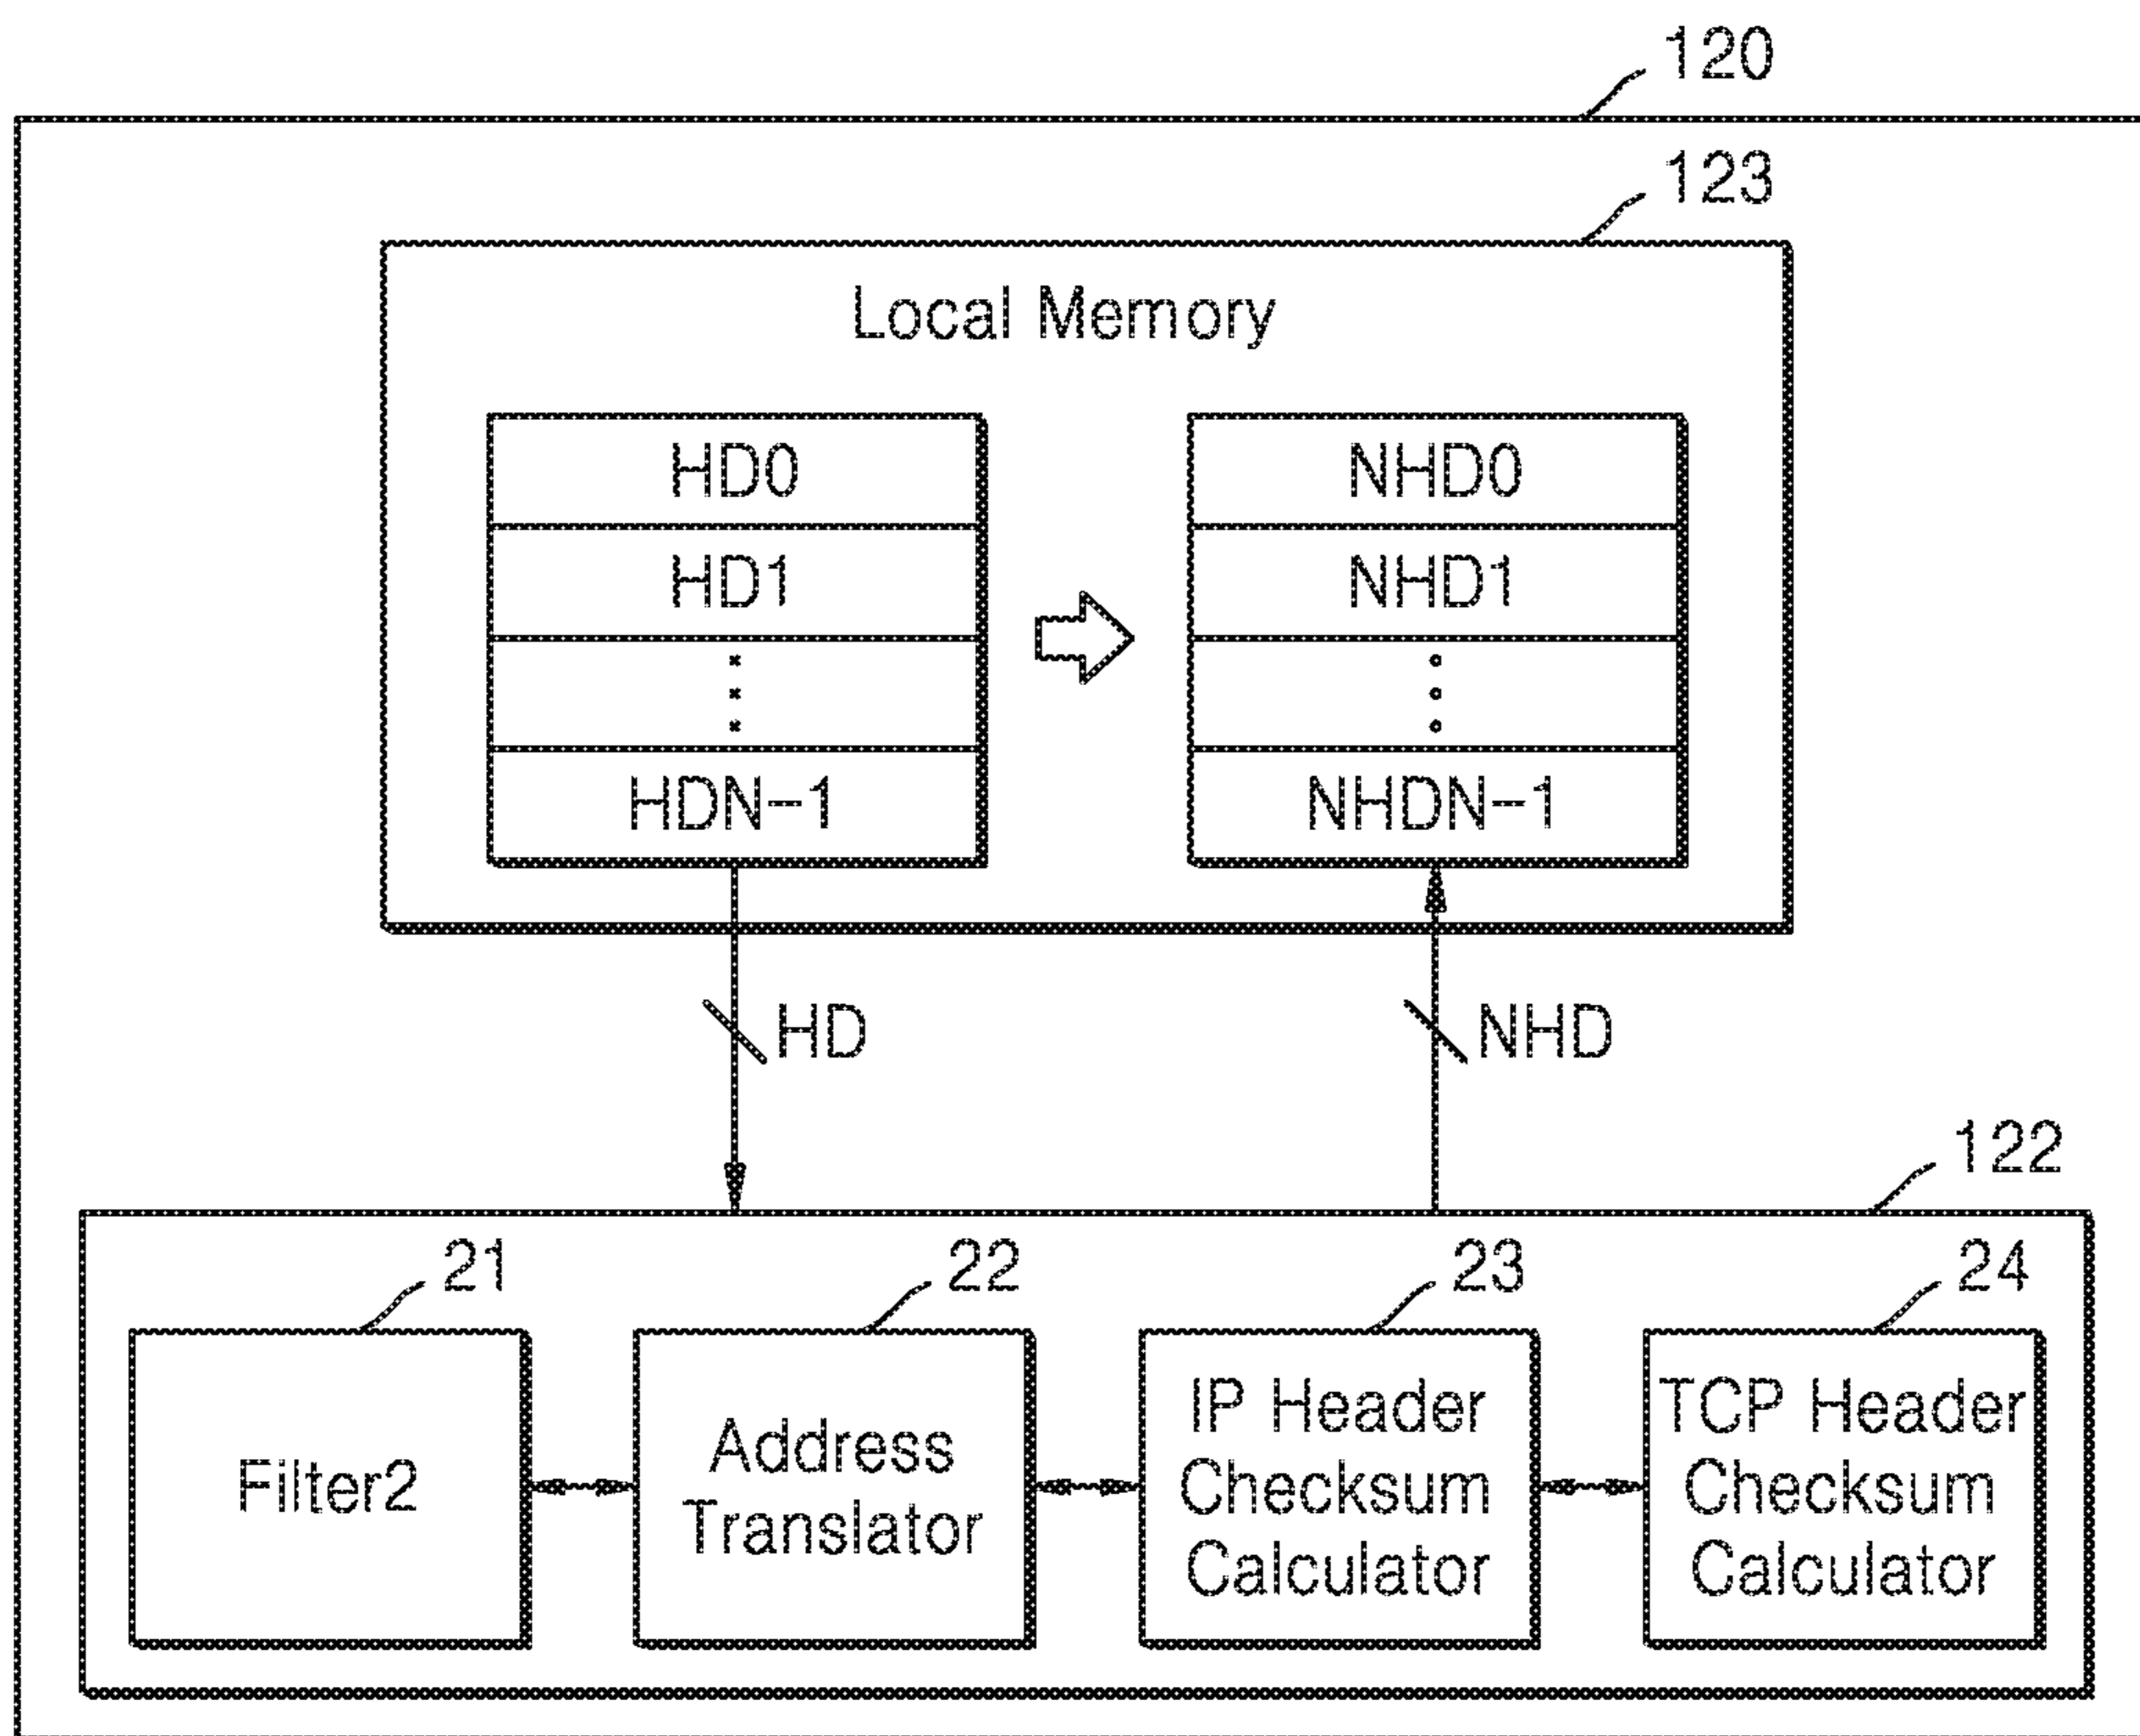 120
123
Local Memory
HD0
NHD0
HD1
NHD1
HDN-1
NHDN-1
HD
NHD
122
21
22
23
24
Filter2
Address
Translator
IP Header
Checksum
Calculator
TCP Header
Checksum
Calculator